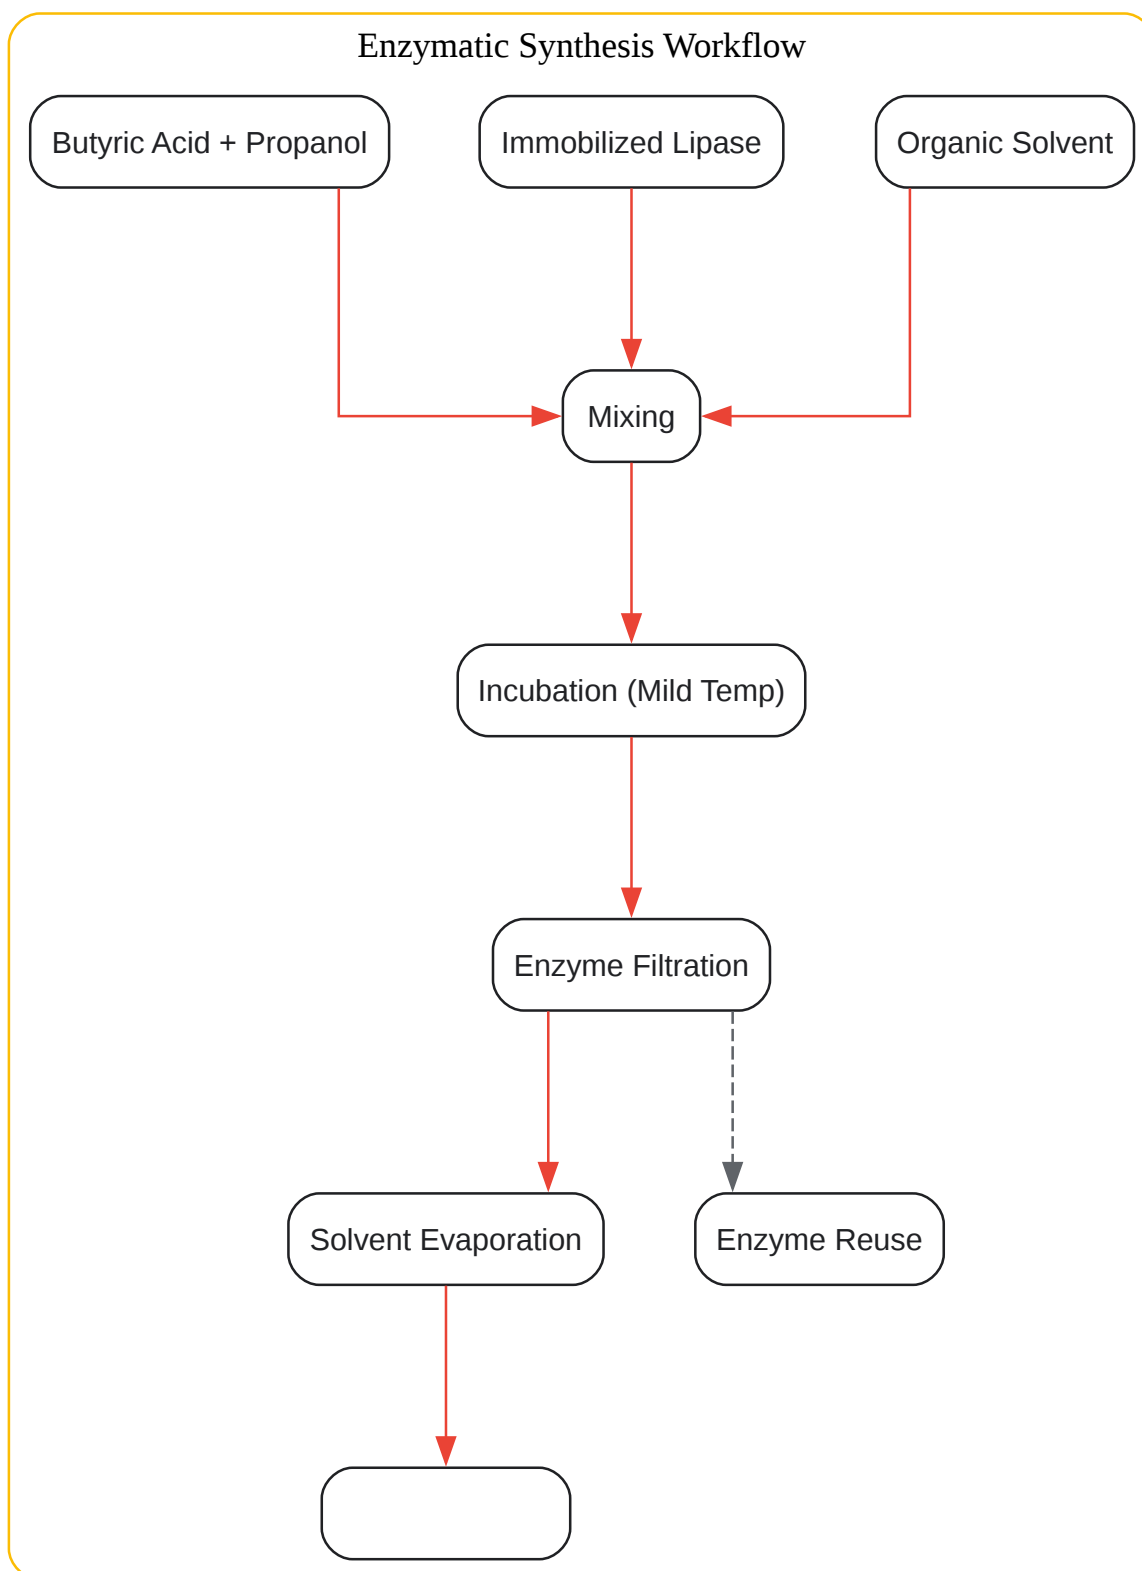 Enzymatic Synthesis Workflow
Butyric Acid + Propanol
Immobilized Lipase
Organic Solvent
Mixing
Incubation (Mild Temp)
Enzyme Filtration
Solvent Evaporation
Enzyme Reuse